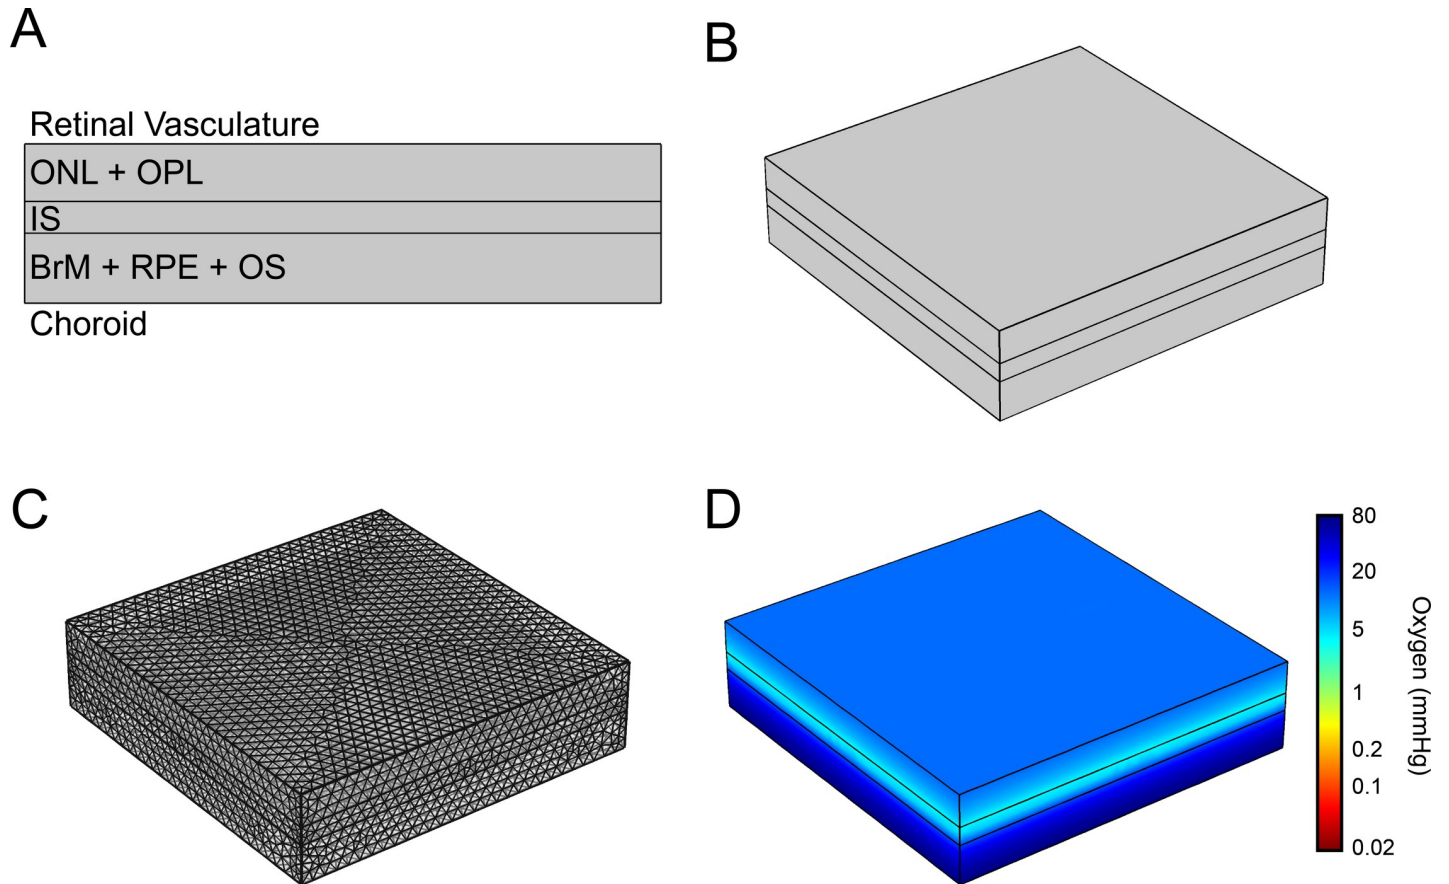 A
Retinal Vasculature
ONL + OPL
IS
BrM + RPE + OS
Choroid
B
C
D
80
20
5
1
0.2
0.1
0.02
Oxygen (mmHg)